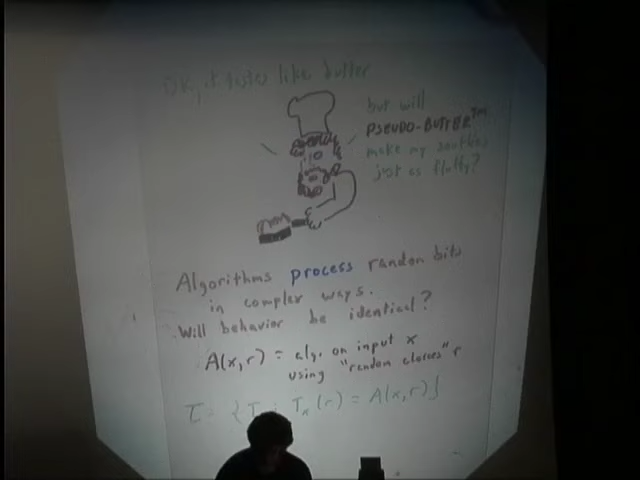 OK, it tastes like butter
but will
PSEUDO-BUTTER™
make my
just as fluffy?
Algorithms process random bits
in complex ways.
Will behavior be identical?
A(x,r) = alg. on input x
using "random choices" r
T = {T : Tx(r) = A(x,r)}